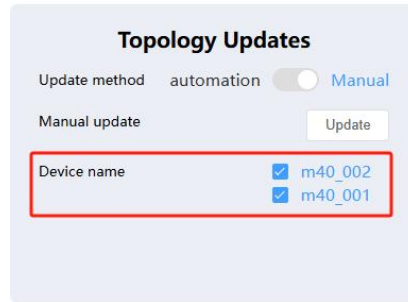 Topology Updates
Update method automation Manual
Manual update Update
Device name m40_002
m40_001